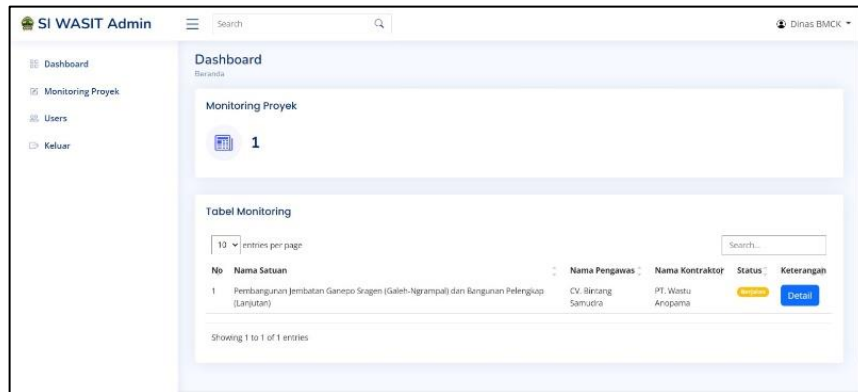 SI WASIT Admin
Search
Dinas BMCK
Dashboard
Monitoring Proyek
Users
Keluar
Dashboard
Beranda
Monitoring Proyek
1
Tabel Monitoring
10 entries per page
Search...
No Nama Satuan Nama Pengawas Nama Kontraktor Status Keterangan
1 Pembangunan Jembatan Ganepo Sragen (Galeh-Ngrampal) dan Bangunan Pelengkap CV. Bintang PT. Wastu Berjalan Detail
(Lanjutan) Samudra Anopama
Showing 1 to 1 of 1 entries